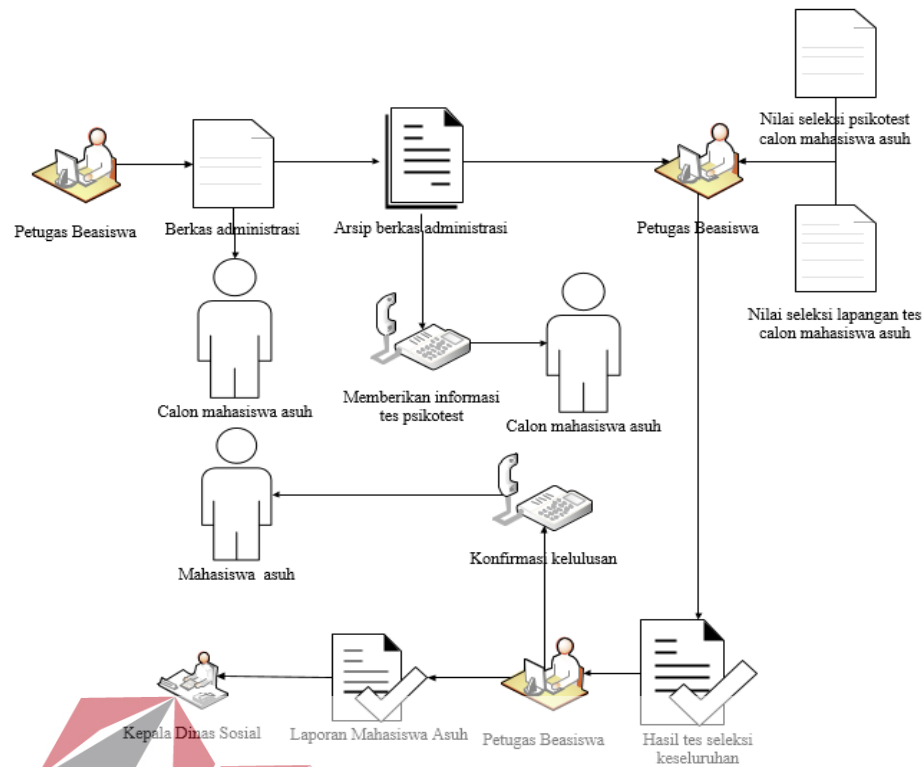 Nilai seleksi psikotest
calon mahasiswa asuh
Petugas Beasiswa
Berkas administrasi
Arsip berkas administrasi
Petugas Beasiswa
Nilai seleksi lapangan tes
calon mahasiswa asuh
Calon mahasiswa asuh
Memberikan informasi
tes psikotest
Calon mahasiswa asuh
Mahasiswa asuh
Konfirmasi kelulusan
Kepala Dinas Sosial
Laporan Mahasiswa Asuh
Petugas Beasiswa
Hasil tes seleksi
keseluruhan